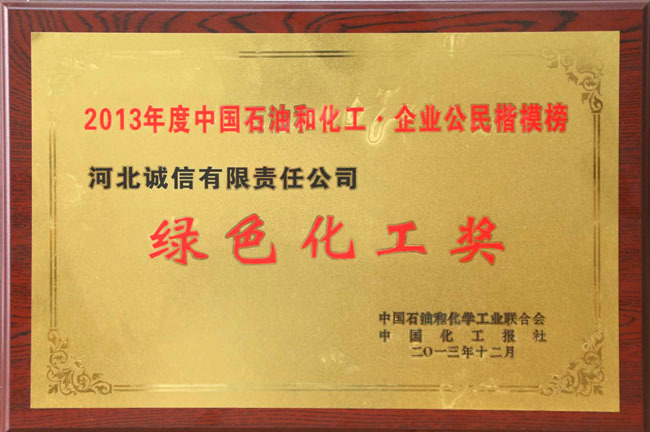 2013年度中国石油和化工·企业公民楷模榜
河北诚信有限责任公司
绿色化工奖
中国石油和化学工业联合会
中国化工报社
二〇一三年十二月